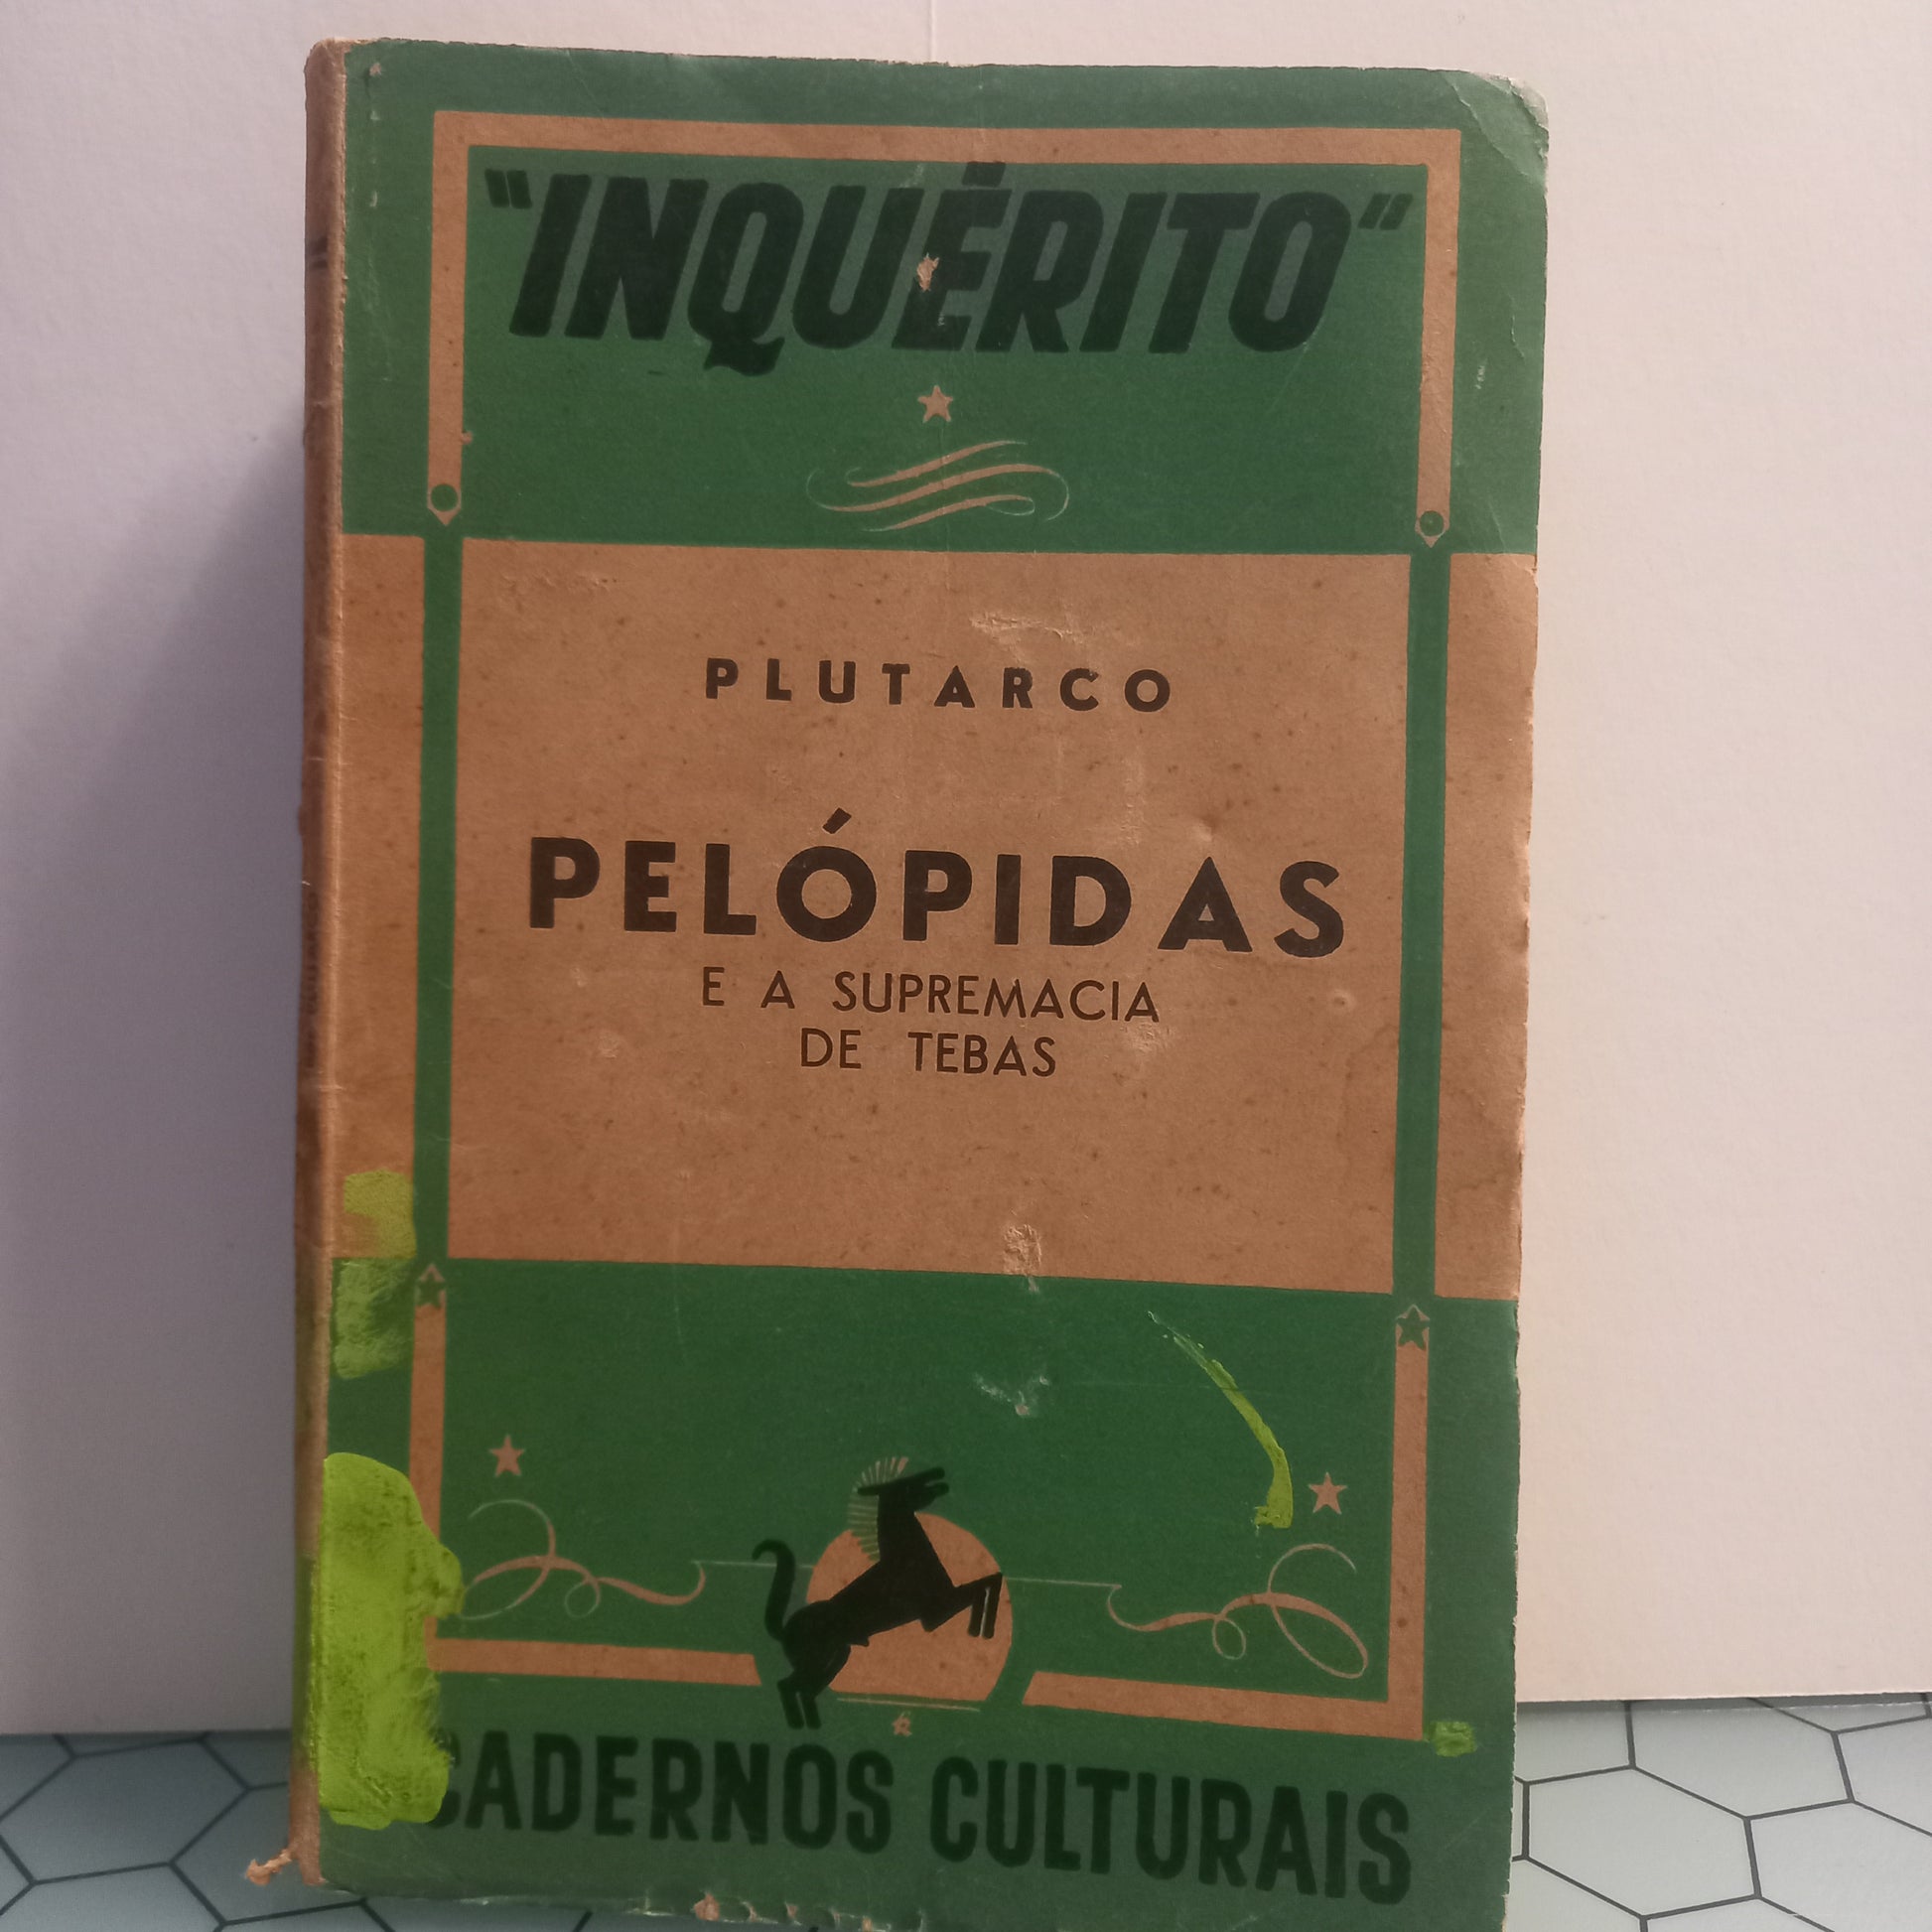 "INQUÉRITO"
PLUTARCO
PELÓPIDAS
E A SUPREMACIA
DE TEBAS
CADERNOS CULTURAIS